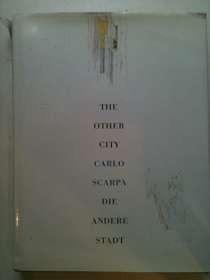 THE
OTHER
CITY
CARLO
SCARPA
DIE
ANDERE
STADT